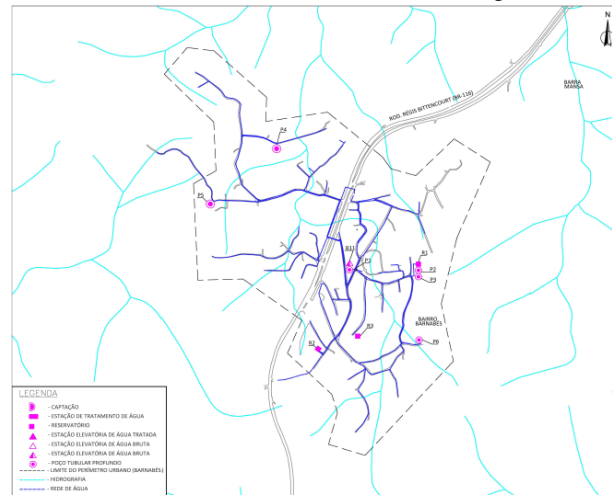 N
BARRA
MANSA
ROD. RÉGIS BITTENCOURT (BR-116)
P4
P5
B11
P1
R1
P2
P3
BAIRRO
BARNABÉS
R3
R2
P6
LEGENDA
- CAPTAÇÃO
- ESTAÇÃO DE TRATAMENTO DE ÁGUA
- RESERVATÓRIO
- ESTAÇÃO ELEVATÓRIA DE ÁGUA TRATADA
- ESTAÇÃO ELEVATÓRIA DE ÁGUA BRUTA
- ESTAÇÃO ELEVATÓRIA DE ÁGUA BRUTA
- POÇO TUBULAR PROFUNDO
- LIMITE DO PERÍMETRO URBANO (BARNABÉS)
- HIDROGRAFIA
- REDE DE ÁGUA